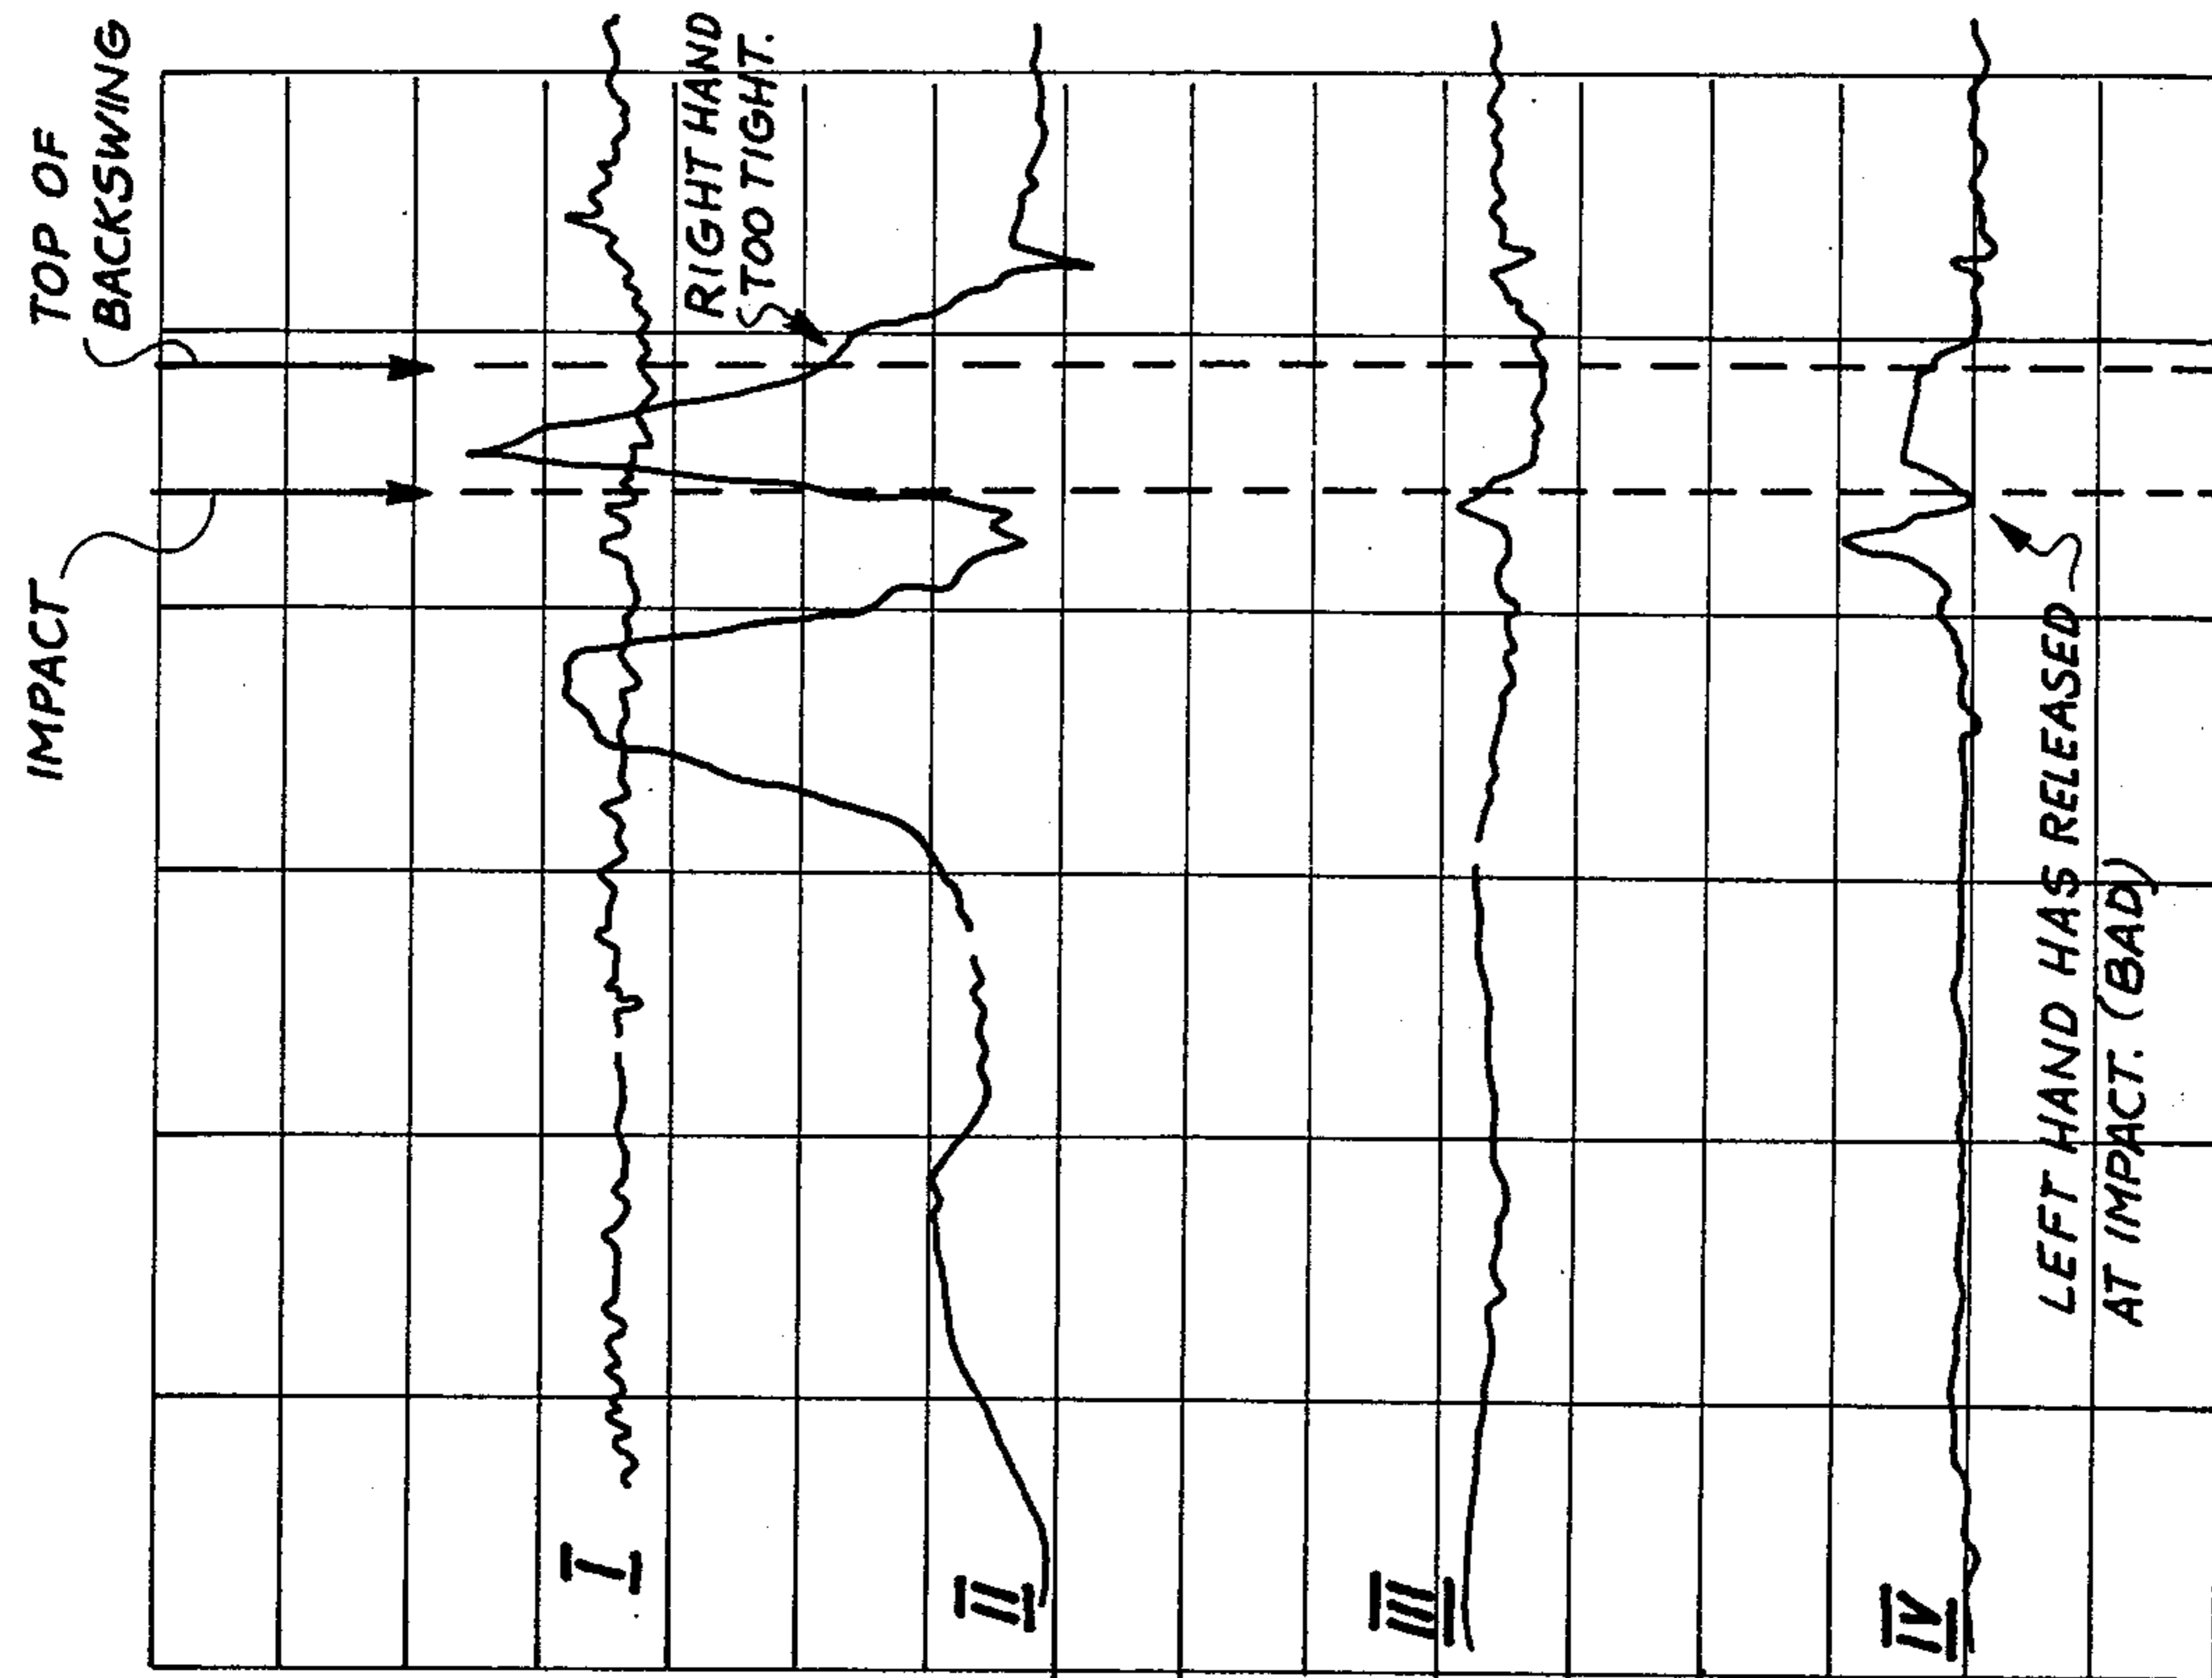 TOP OF
BACKSWING
IMPACT
RIGHT HAND
TOO TIGHT.
LEFT HAND HAS RELEASED
AT IMPACT. (BAD)
I
II
III
IV